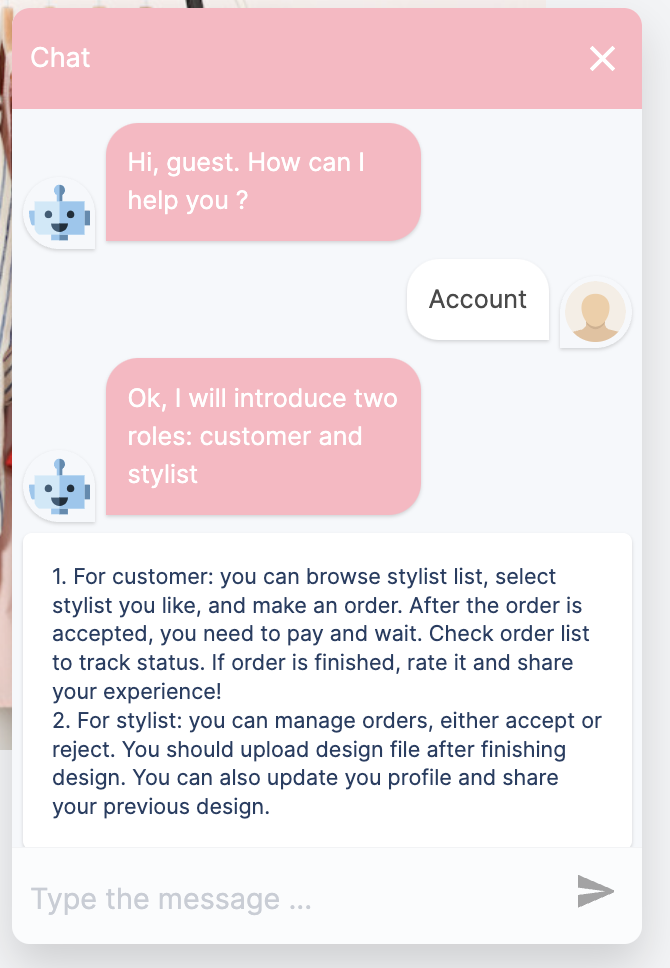 Chat
Hi, guest. How can I
help you ?
Account
Ok, I will introduce two
roles: customer and
stylist
1. For customer: you can browse stylist list, select
stylist you like, and make an order. After the order is
accepted, you need to pay and wait. Check order list
to track status. If order is finished, rate it and share
your experience!
2. For stylist: you can manage orders, either accept or
reject. You should upload design file after finishing
design. You can also update you profile and share
your previous design.
Type the message ...